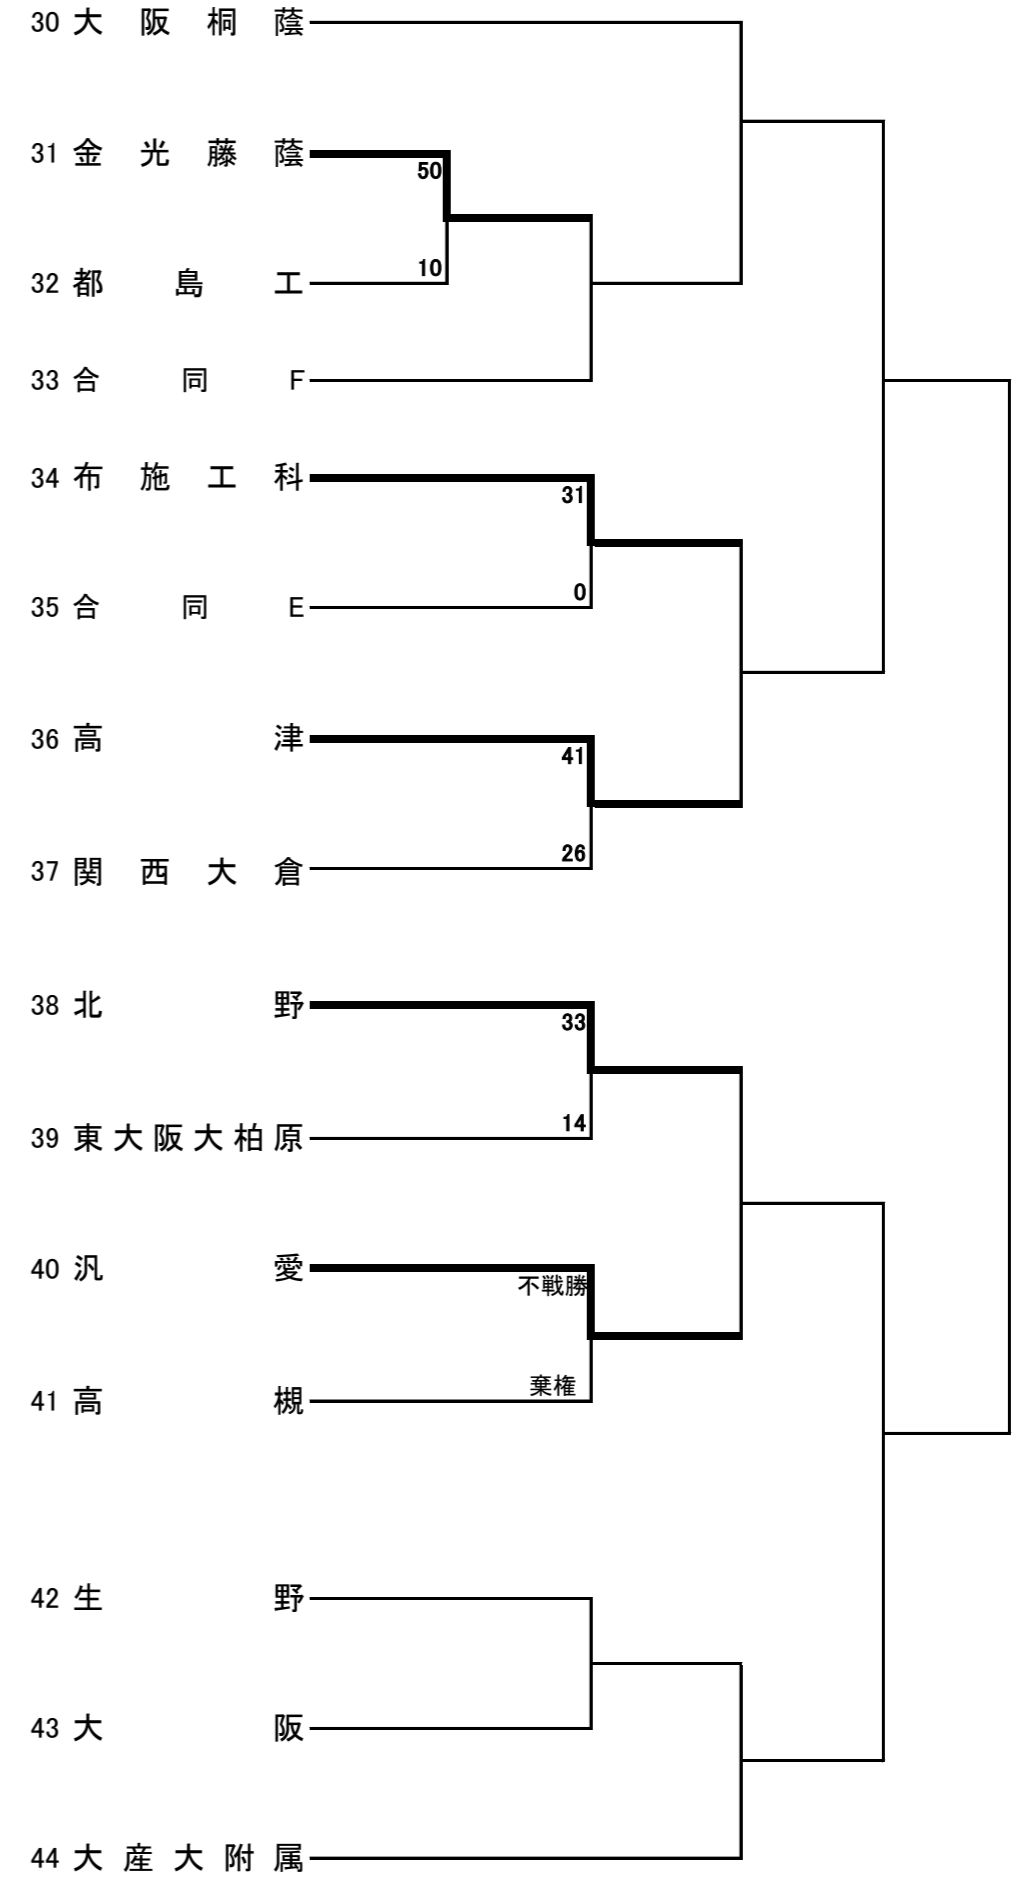 30 大阪桐蔭
31 金光藤蔭
50
10
32 都島工
33 合同F
34 布施工科
31
0
35 合同E
36 高津
41
26
37 関西大倉
38 北野
33
14
39 東大阪大柏原
40 汎愛
不戦勝
棄権
41 高槻
42 生野
43 大阪
44 大産大附属